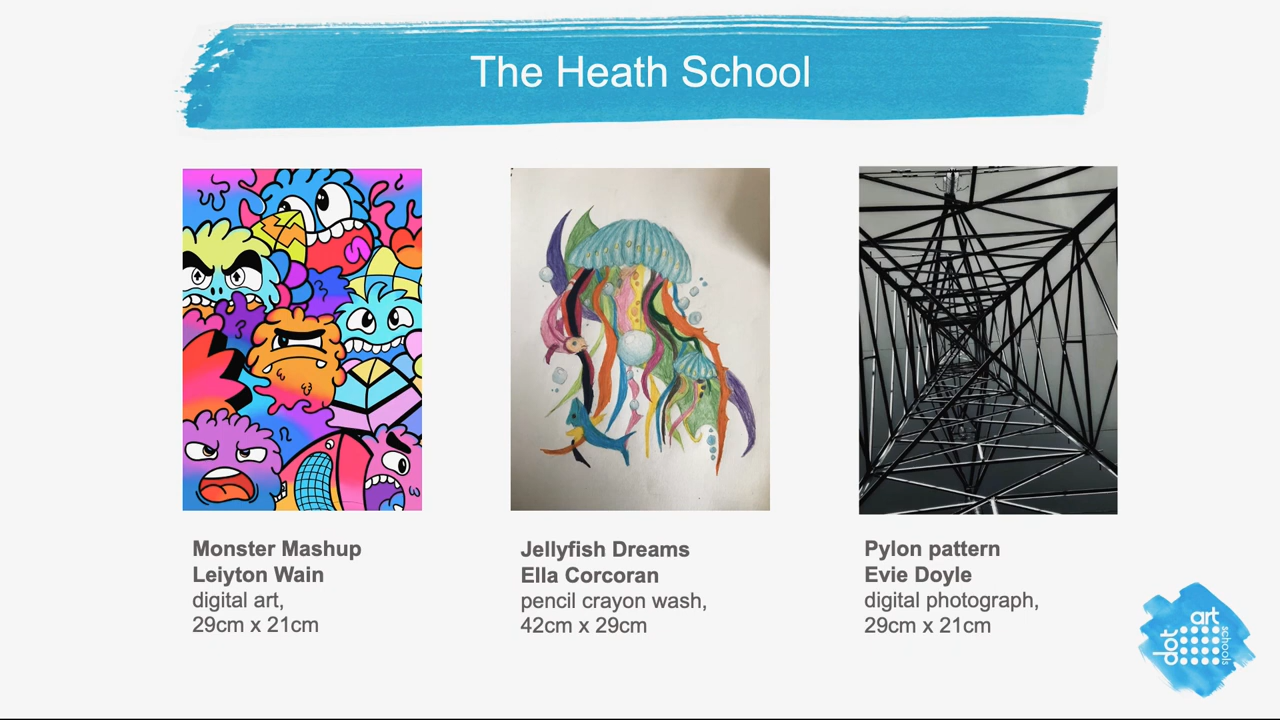 The Heath School
Monster Mashup
Leiyton Wain
digital art,
29cm x 21cm
Jellyfish Dreams
Ella Corcoran
pencil crayon wash,
42cm x 29cm
Pylon pattern
Evie Doyle
digital photograph,
29cm x 21cm
dot
art
schools